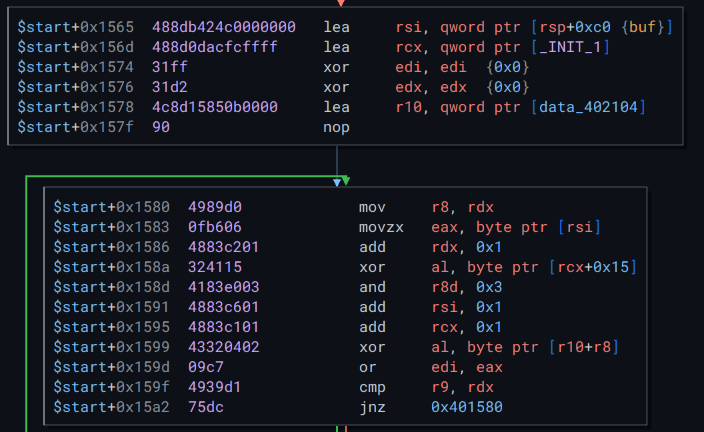 $start+0x1565 488db424c0000000 lea rsi, qword ptr [rsp+0xc0 {buf}]
$start+0x156d 488d0dacfcffff lea rcx, qword ptr [_INIT_1]
$start+0x1574 31ff xor edi, edi {0x0}
$start+0x1576 31d2 xor edx, edx {0x0}
$start+0x1578 4c8d15850b0000 lea r10, qword ptr [data_402104]
$start+0x157f 90 nop
$start+0x1580 4989d0 mov r8, rdx
$start+0x1583 0fb606 movzx eax, byte ptr [rsi]
$start+0x1586 4883c201 add rdx, 0x1
$start+0x158a 324115 xor al, byte ptr [rcx+0x15]
$start+0x158d 4183e003 and r8d, 0x3
$start+0x1591 4883c601 add rsi, 0x1
$start+0x1595 4883c101 add rcx, 0x1
$start+0x1599 43320402 xor al, byte ptr [r10+r8]
$start+0x159d 09c7 or edi, eax
$start+0x159f 4939d1 cmp r9, rdx
$start+0x15a2 75dc jnz 0x401580